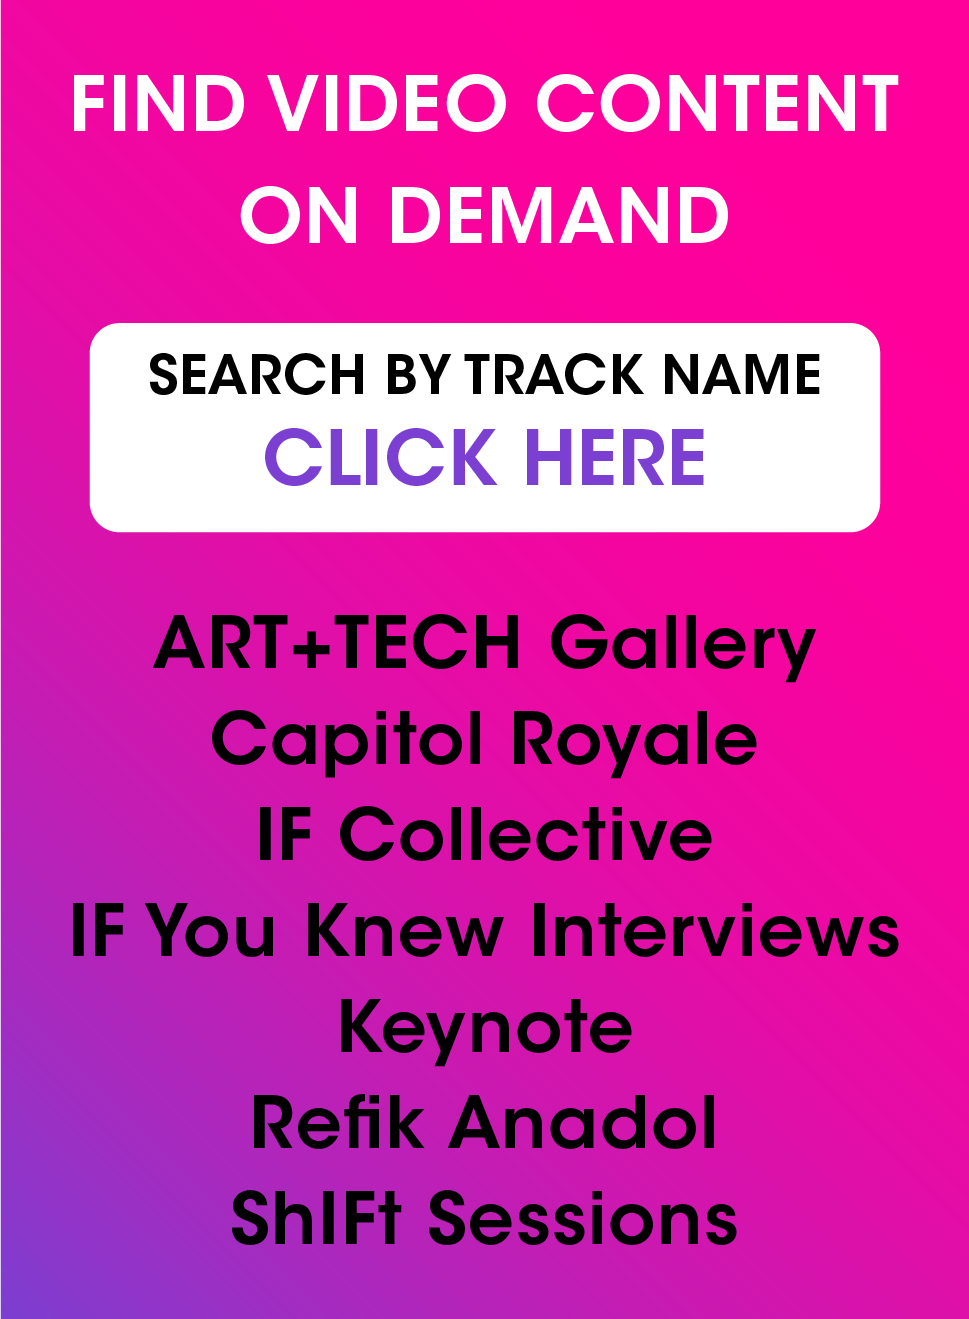 FIND VIDEO CONTENT
ON DEMAND
SEARCH BY TRACK NAME
CLICK HERE
ART+TECH Gallery
Capitol Royale
IF Collective
IF You Knew Interviews
Keynote
Refik Anadol
ShIFt Sessions